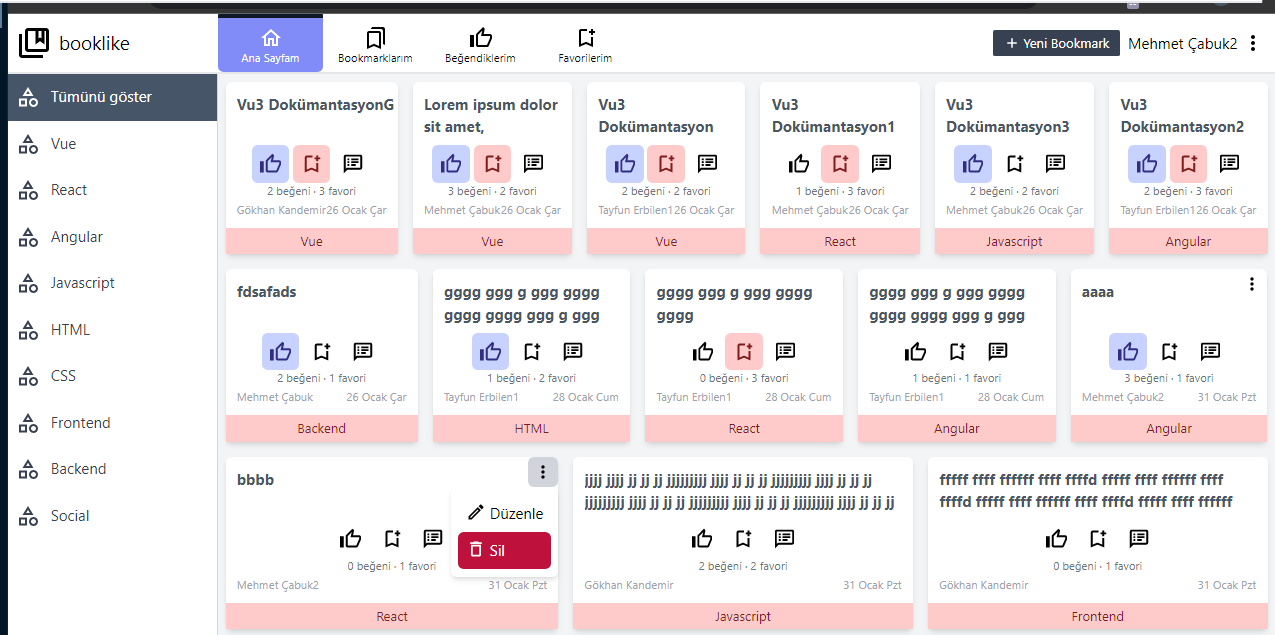 booklike
Ana Sayfam
Bookmarklarım
Beğendiklerim
Favorilerim
+ Yeni Bookmark
Mehmet Çabuk2
Tümünü göster
Vue
React
Angular
Javascript
HTML
CSS
Frontend
Backend
Social
Vu3 DokümantasyonG
2 beğeni · 3 favori
Gökhan Kandemir26 Ocak Çar
Vue
Lorem ipsum dolor
sit amet,
3 beğeni · 2 favori
Mehmet Çabuk26 Ocak Çar
Vue
Vu3
Dokümantasyon
2 beğeni · 2 favori
Tayfun Erbilen126 Ocak Çar
Vue
Vu3
Dokümantasyon1
1 beğeni · 3 favori
Mehmet Çabuk26 Ocak Çar
React
Vu3
Dokümantasyon3
2 beğeni · 2 favori
Mehmet Çabuk26 Ocak Çar
Javascript
Vu3
Dokümantasyon2
2 beğeni · 3 favori
Tayfun Erbilen126 Ocak Çar
Angular
fdsafads
2 beğeni · 1 favori
Mehmet Çabuk 26 Ocak Çar
Backend
gggg ggg g ggg gggg
gggg gggg ggg g ggg
1 beğeni · 2 favori
Tayfun Erbilen1 28 Ocak Cum
HTML
gggg ggg g ggg gggg
gggg
0 beğeni · 3 favori
Tayfun Erbilen1 28 Ocak Cum
React
gggg ggg g ggg gggg
gggg gggg ggg g ggg
1 beğeni · 1 favori
Tayfun Erbilen1 28 Ocak Cum
Angular
aaaa
3 beğeni · 1 favori
Mehmet Çabuk2 31 Ocak Pzt
Angular
bbbb
Düzenle
Sil
0 beğeni · 1 favori
Mehmet Çabuk2 31 Ocak Pzt
React
jjjj jjjj jj jj jj jjjjjjjjj jjjj jj jj jj jjjjjjjjj jjjj jj jj jj
jjjjjjjjj jjjj jj jj jj jjjjjjjjj jjjj jj jj jj jjjjjjjjj jjjj jj jj jj
2 beğeni · 2 favori
Gökhan Kandemir 31 Ocak Pzt
Javascript
fffff ffff ffffff ffff ffffd fffff ffff ffffff ffff
ffffd fffff ffff ffffff ffff ffffd fffff ffff ffffff
0 beğeni · 1 favori
Gökhan Kandemir 31 Ocak Pzt
Frontend